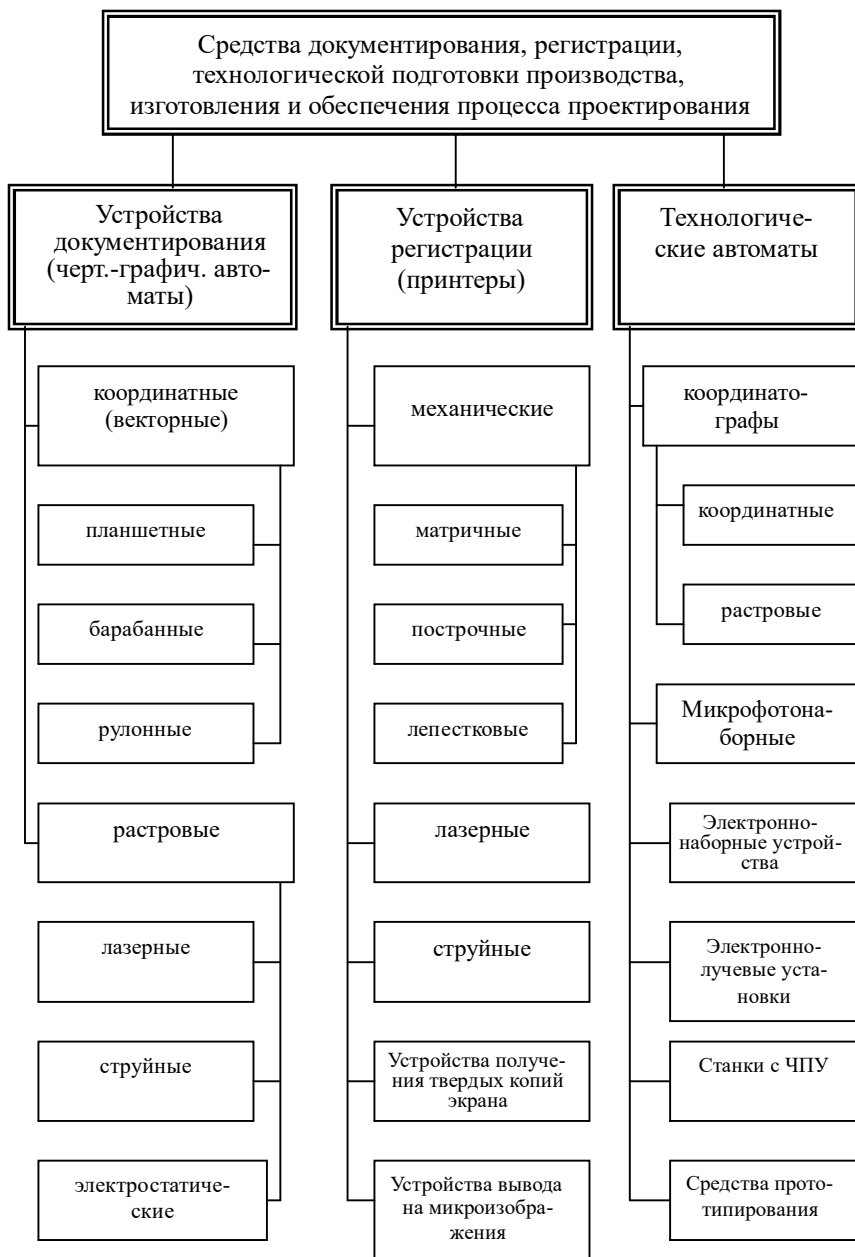 Средства документирования, регистрации,
технологической подготовки производства,
изготовления и обеспечения процесса проектирования
Устройства
документирования
(черт.-графич. авто-
маты)
координатные
(векторные)
планшетные
барабанные
рулонные
растровые
лазерные
струйные
электростатиче-
ские
Устройства
регистрации
(принтеры)
механические
матричные
построчные
лепестковые
лазерные
струйные
Устройства получе-
ния твердых копий
экрана
Устройства вывода
на микроизобра-
жения
Технологиче-
ские автоматы
координато-
графы
координатные
растровые
Микрофотона-
борные
Электронно-
наборные устрой-
ства
Электронно-
лучевые уста-
новки
Станки с ЧПУ
Средства прото-
типирования